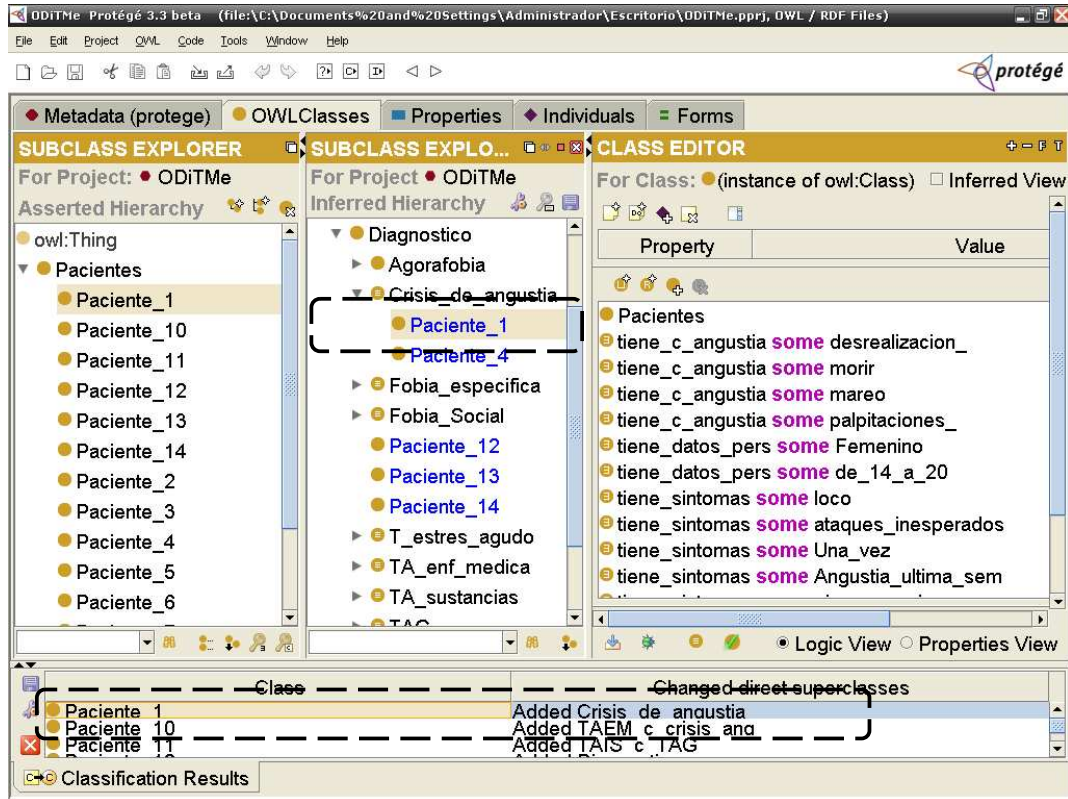 ODiTMe Protégé 3.3 beta (file:\C:\Documents%20and%20Settings\Administrador\Escritorio\ODiTMe.pprj, OWL / RDF Files)
File Edit Project OWL Code Tools Window Help
protégé
Metadata (protege) OWLClasses Properties Individuals Forms
SUBCLASS EXPLORER
For Project: ODiTMe
Asserted Hierarchy
owl:Thing
Pacientes
Paciente_1
Paciente_10
Paciente_11
Paciente_12
Paciente_13
Paciente_14
Paciente_2
Paciente_3
Paciente_4
Paciente_5
Paciente_6
SUBCLASS EXPLO...
For Project ODiTMe
Inferred Hierarchy
Diagnostico
Agorafobia
Crisis_de_angustia
Paciente_1
Paciente_4
Fobia_especifica
Fobia_Social
Paciente_12
Paciente_13
Paciente_14
T_estres_agudo
TA_enf_medica
TA_sustancias
TAG
CLASS EDITOR
For Class: (instance of owl:Class) Inferred View
Property Value
Pacientes
tiene_c_angustia some desrealizacion_
tiene_c_angustia some morir
tiene_c_angustia some mareo
tiene_c_angustia some palpitaciones_
tiene_datos_pers some Femenino
tiene_datos_pers some de_14_a_20
tiene_sintomas some loco
tiene_sintomas some ataques_inesperados
tiene_sintomas some Una_vez
tiene_sintomas some Angustia_ultima_sem
Logic View Properties View
Class Changed direct superclasses
Paciente_1 Added Crisis_de_angustia
Paciente_10 Added TAEM_c_crisis_ang
Paciente_11 Added TAIS_c_TAG
Classification Results